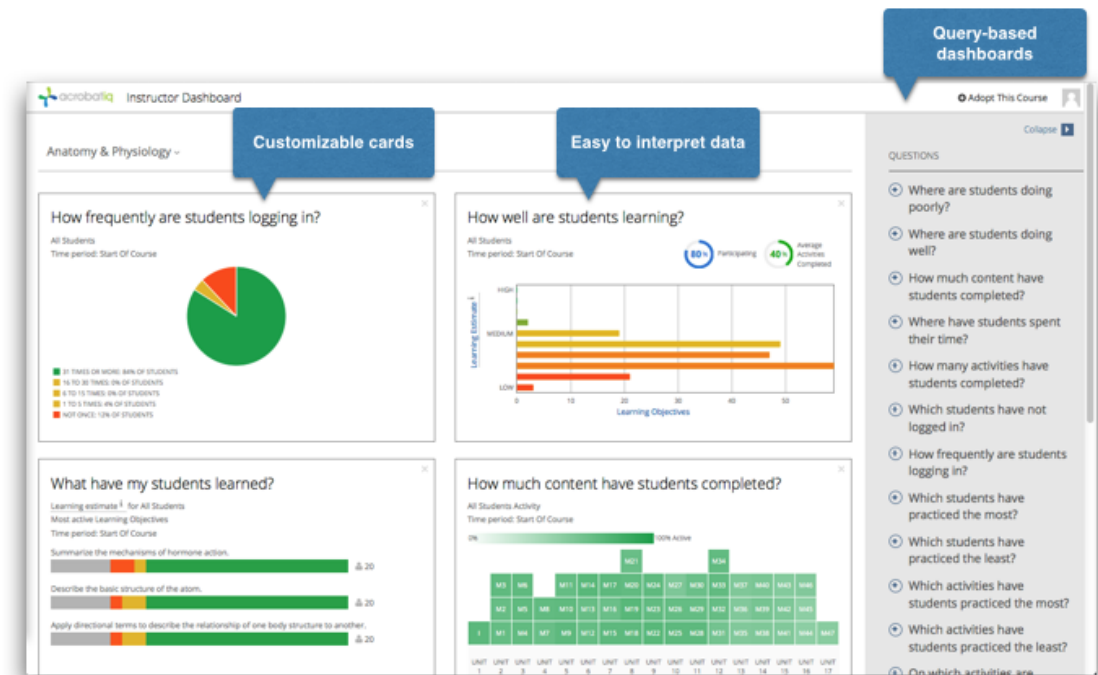 Query-based
dashboards
acrobatiq Instructor Dashboard
Adopt This Course
Customizable cards
Easy to interpret data
Collapse
Anatomy & Physiology
QUESTIONS
How frequently are students logging in?
All Students
Time period: Start Of Course
31 TIMES OR MORE: 84% OF STUDENTS
16 TO 30 TIMES: 0% OF STUDENTS
6 TO 15 TIMES: 0% OF STUDENTS
1 TO 5 TIMES: 4% OF STUDENTS
NOT ONCE: 12% OF STUDENTS
How well are students learning?
All Students
Time period: Start Of Course
80% Participating
40% Average
Activities
Completed
Learning Estimate i
HIGH
MEDIUM
LOW
0 10 20 30 40 50
Learning Objectives
What have my students learned?
Learning estimate i for All Students
Most active Learning Objectives
Time period: Start Of Course
Summarize the mechanisms of hormone action.
20
Describe the basic structure of the atom.
20
Apply directional terms to describe the relationship of one body structure to another.
20
How much content have students completed?
All Students Activity
Time period: Start Of Course
0% 100% Active
M21 M34
M3 M6 M11 M14 M17 M20 M24 M27 M30 M33 M37 M40 M43 M46
M2 M5 M8 M10 M13 M16 M19 M23 M26 M29 M32 M36 M39 M42 M45
I M1 M4 M7 M9 M12 M15 M18 M22 M25 M28 M31 M35 M38 M41 M44 M47
UNIT UNIT UNIT UNIT UNIT UNIT UNIT UNIT UNIT UNIT UNIT UNIT UNIT UNIT UNIT UNIT UNIT
1 2 3 4 5 6 7 8 9 10 11 12 13 14 15 16 17
Where are students doing
poorly?
Where are students doing
well?
How much content have
students completed?
Where have students spent
their time?
How many activities have
students completed?
Which students have not
logged in?
How frequently are students
logging in?
Which students have
practiced the most?
Which students have
practiced the least?
Which activities have
students practiced the most?
Which activities have
students practiced the least?
On which activities are